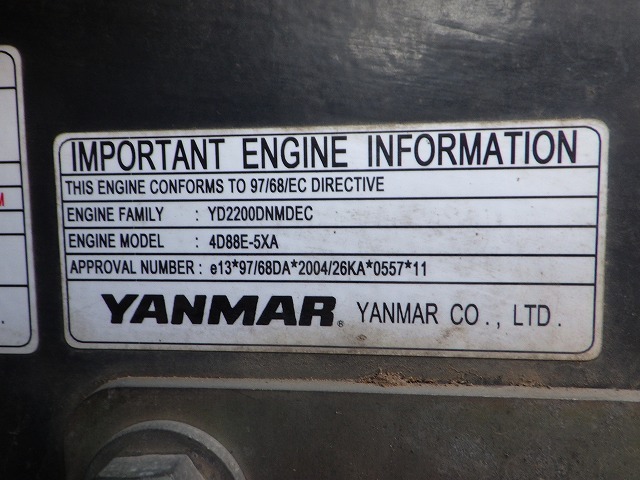 IMPORTANT ENGINE INFORMATION
THIS ENGINE CONFORMS TO 97/68/EC DIRECTIVE
ENGINE FAMILY : YD2200DNMDEC
ENGINE MODEL : 4D88E-5XA
APPROVAL NUMBER : e13*97/68DA*2004/26KA*0557*11
YANMAR® YANMAR CO., LTD.
M